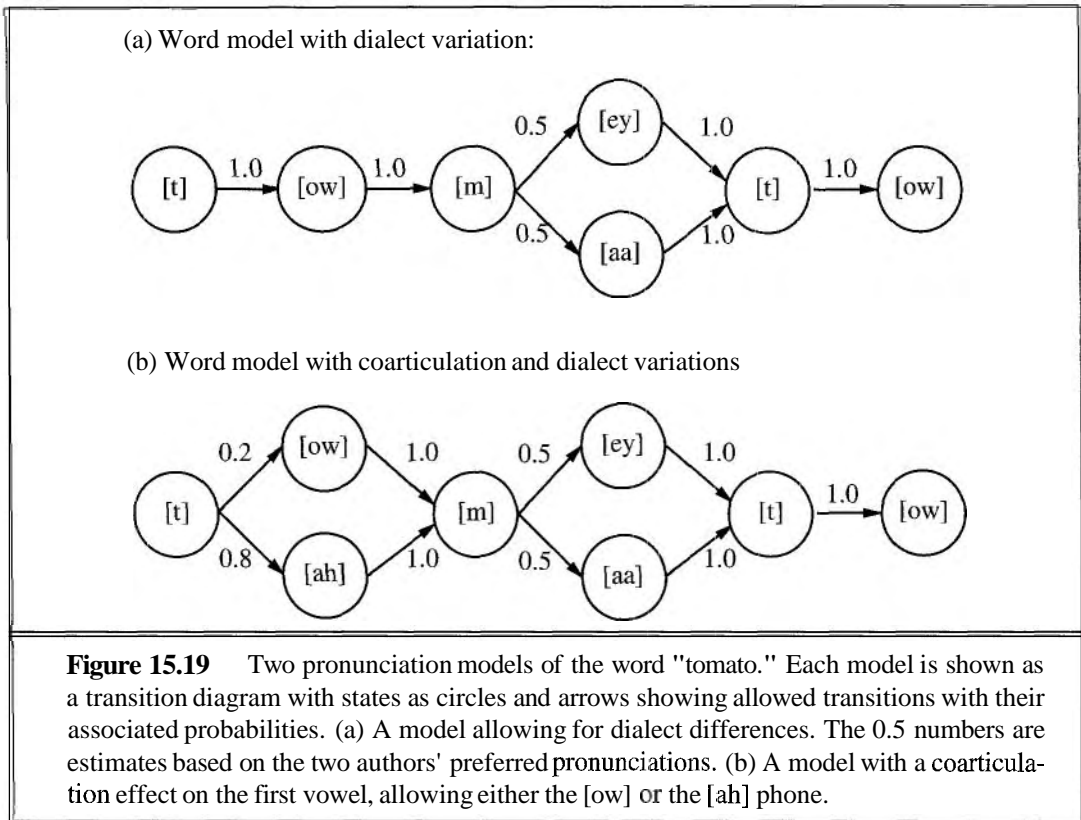 (a) Word model with dialect variation:
0.5 [ey] 1.0
[t] 1.0 [ow] 1.0 [m] [t] 1.0 [ow]
0.5 [aa] 1.0
(b) Word model with coarticulation and dialect variations
0.2 [ow] 1.0 0.5 [ey] 1.0
[t] [m] [t] 1.0 [ow]
0.8 [ah] 1.0 0.5 [aa] 1.0
Figure 15.19 Two pronunciation models of the word "tomato." Each model is shown as
a transition diagram with states as circles and arrows showing allowed transitions with their
associated probabilities. (a) A model allowing for dialect differences. The 0.5 numbers are
estimates based on the two authors' preferred pronunciations. (b) A model with a coarticula-
tion effect on the first vowel, allowing either the [ow] or the [ah] phone.